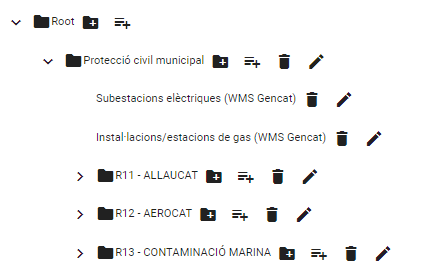 Root
Protecció civil municipal
Subestacions elèctriques (WMS Gencat)
Instal·lacions/estacions de gas (WMS Gencat)
R11 - ALLAUCAT
R12 - AEROCAT
R13 - CONTAMINACIÓ MARINA